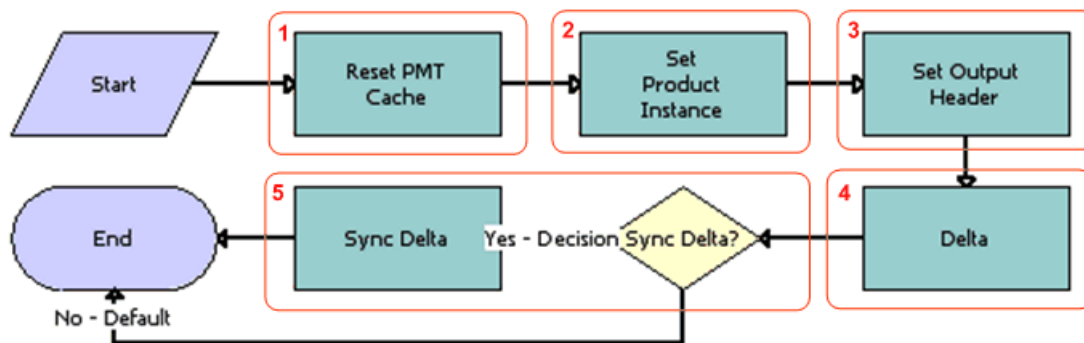 1
2
3
Start
Reset PMT
Cache
Set
Product
Instance
Set Output
Header
5
4
End
Sync Delta
Yes - Decision
Sync Delta?
Delta
No - Default